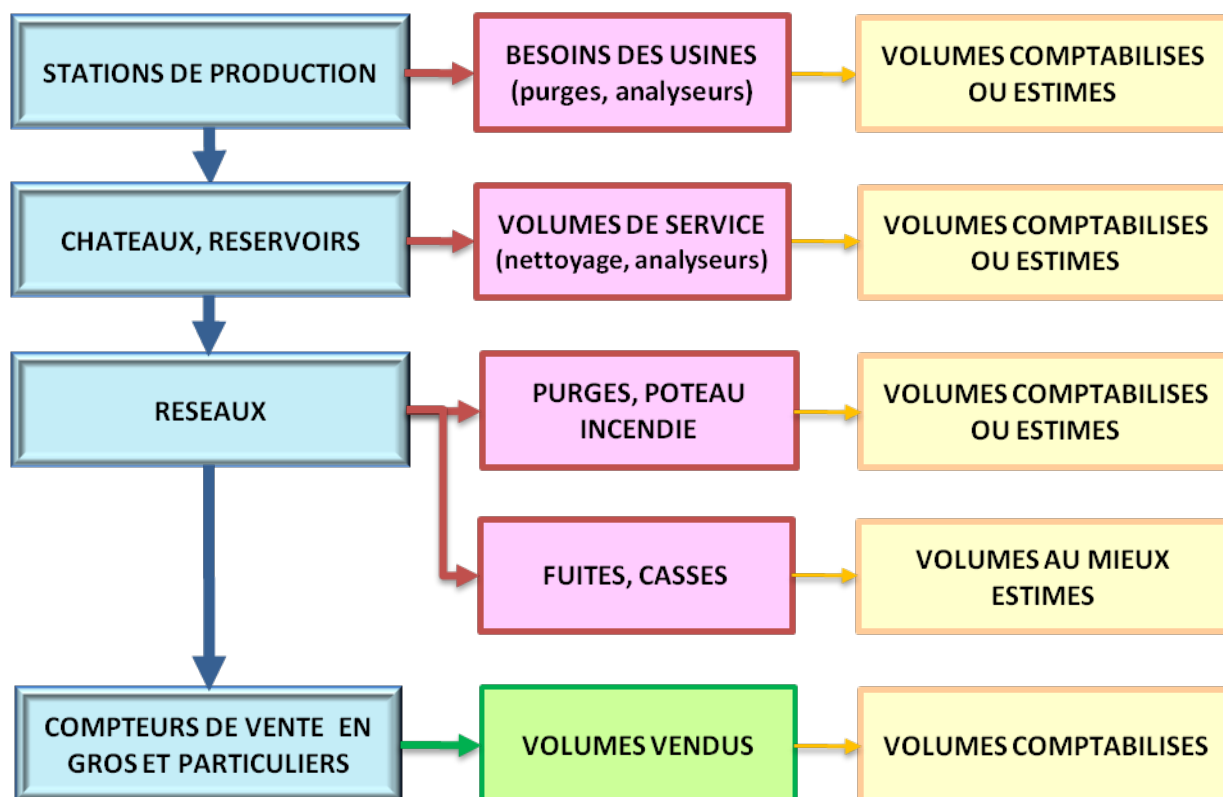 STATIONS DE PRODUCTION
BESOINS DES USINES
(purges, analyseurs)
VOLUMES COMPTABILISES
OU ESTIMES
CHATEAUX, RESERVOIRS
VOLUMES DE SERVICE
(nettoyage, analyseurs)
VOLUMES COMPTABILISES
OU ESTIMES
RESEAUX
PURGES, POTEAU
INCENDIE
VOLUMES COMPTABILISES
OU ESTIMES
FUITES, CASSES
VOLUMES AU MIEUX
ESTIMES
COMPTEURS DE VENTE EN
GROS ET PARTICULIERS
VOLUMES VENDUS
VOLUMES COMPTABILISES